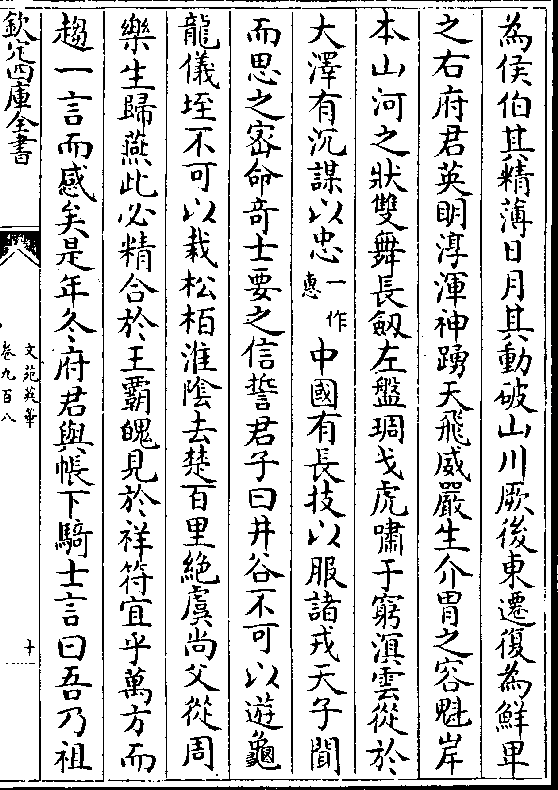 為侯伯其精薄日月其動破山川厥後東遷復為鮮卑
之右府君英明淳渾神踴天飛威嚴生介胄之容魁岸
本山河之狀雙舞長劔左盤琱戈虎嘯于窮溟雲從於
大澤有沉謀以忠一作惠中國有長技以服諸戎天子聞
而思之密命奇士要之信誓君子曰井谷不可以遊龜
龍儀垤不可以栽松栢淮陰去楚百里絶虞尚父從周
樂生歸燕此必精合於王霸魄見於祥符宜乎萬方而
趨一言而感矣是年冬府君與帳下騎士言曰吾乃祖
欽定四庫全書
文苑英華
卷九百八
十